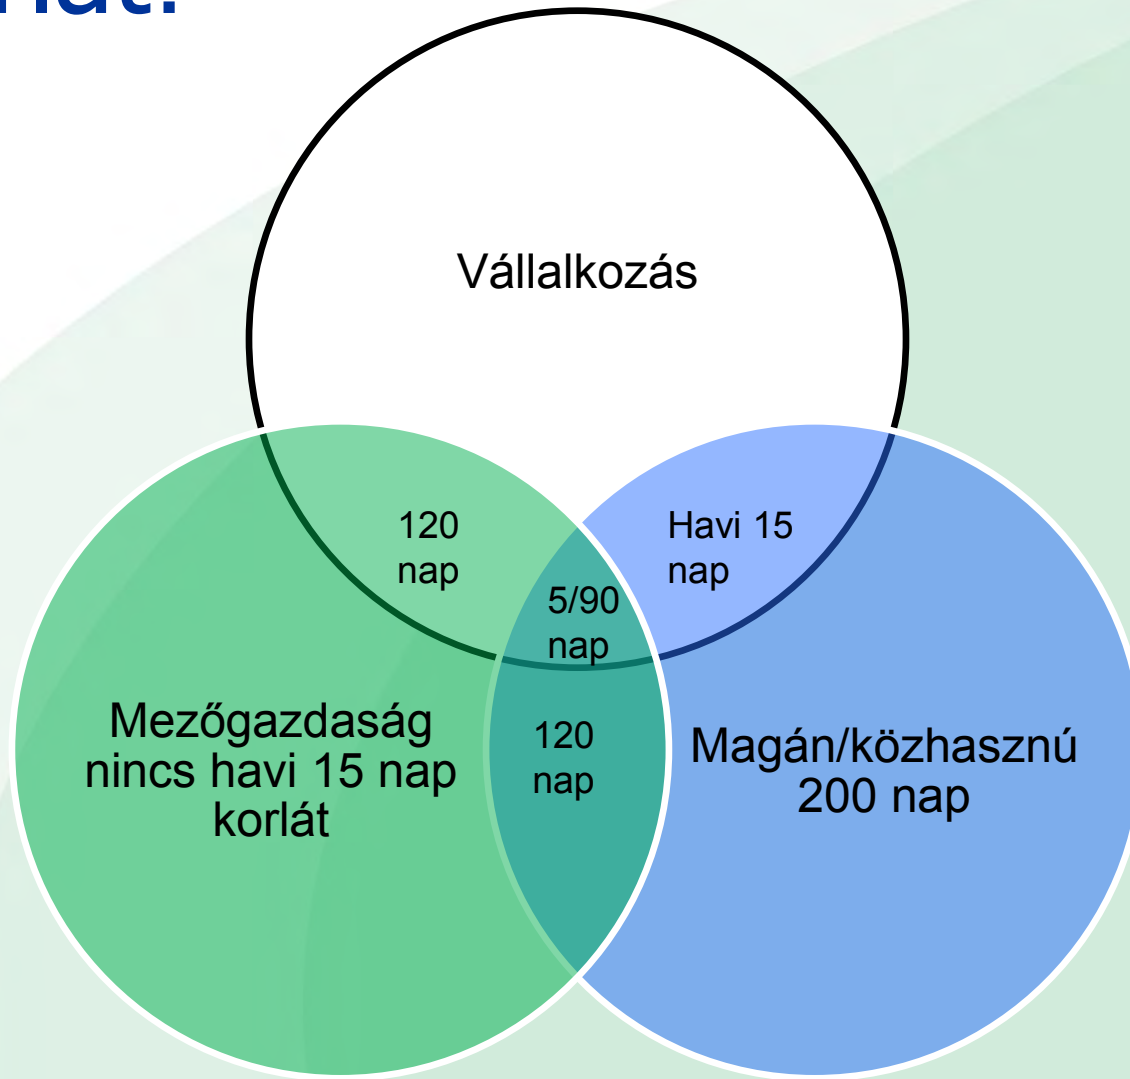 Vállalkozás
120
nap
Havi 15
nap
5/90
nap
Mezőgazdaság
nincs havi 15 nap
korlát
120
nap
Magán/közhasznú
200 nap